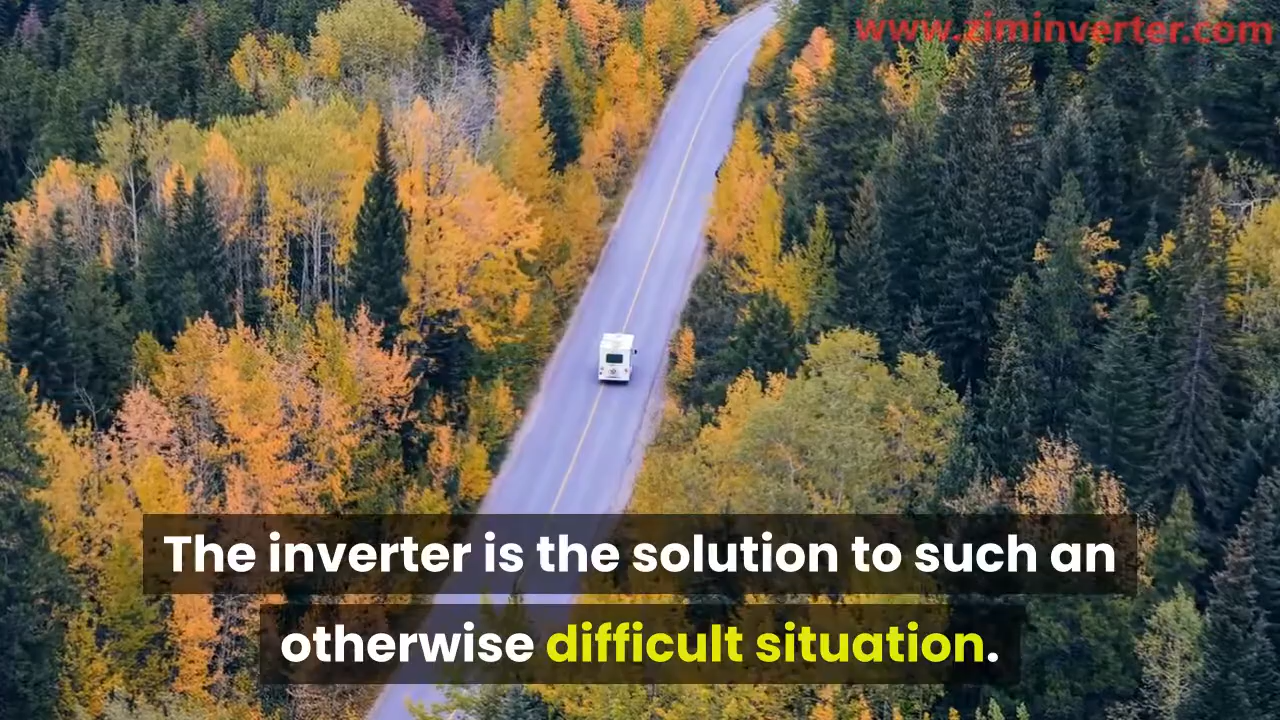 www.ziminverter.com
The inverter is the solution to such an
otherwise difficult situation.